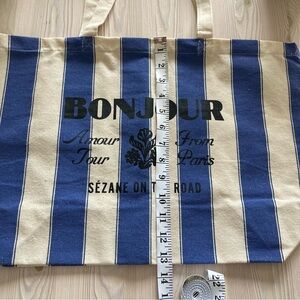 BONJOUR
Amour From
Tour Paris
SÉZANE ON T ROAD